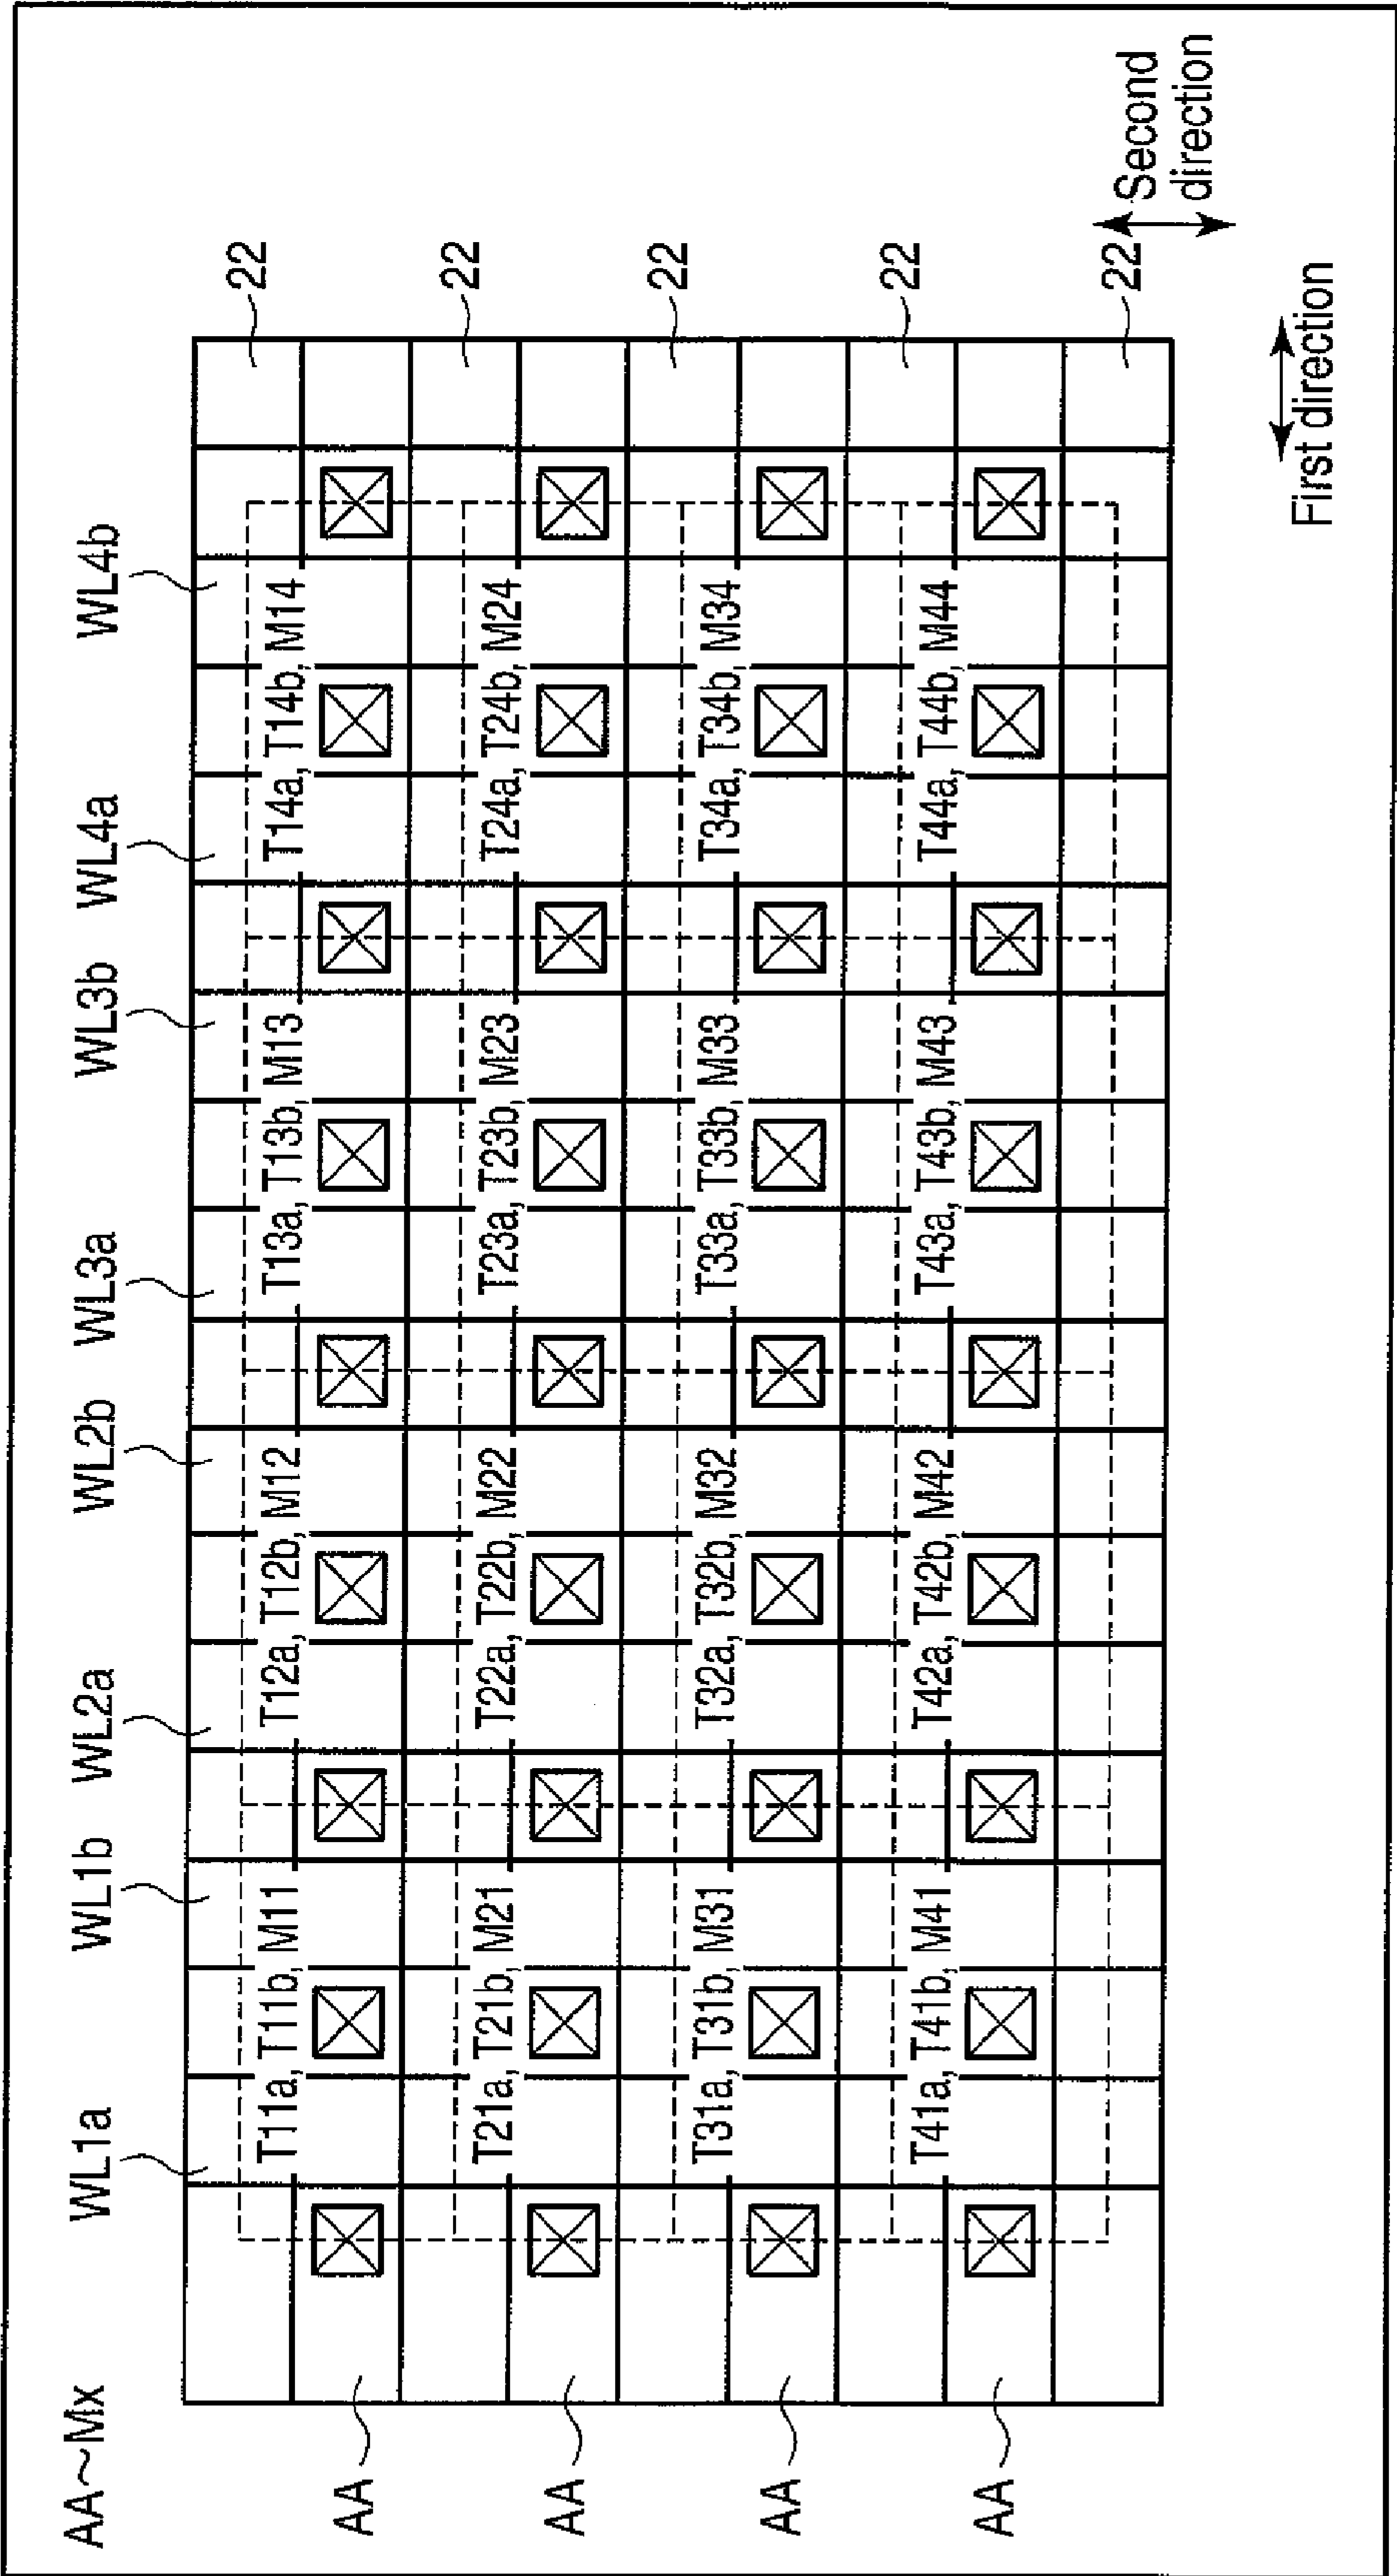 AA~Mx
WL1a WL1b WL2a WL2b WL3a WL3b WL4a WL4b
22
T11a, T11b, M11 T12a, T12b, M12 T13a, T13b, M13 T14a, T14b, M14
AA
22
T21a, T21b, M21 T22a, T22b, M22 T23a, T23b, M23 T24a, T24b, M24
AA
22
T31a, T31b, M31 T32a, T32b, M32 T33a, T33b, M33 T34a, T34b, M34
AA
22
T41a, T41b, M41 T42a, T42b, M42 T43a, T43b, M43 T44a, T44b, M44
AA
22
Second
direction
First direction